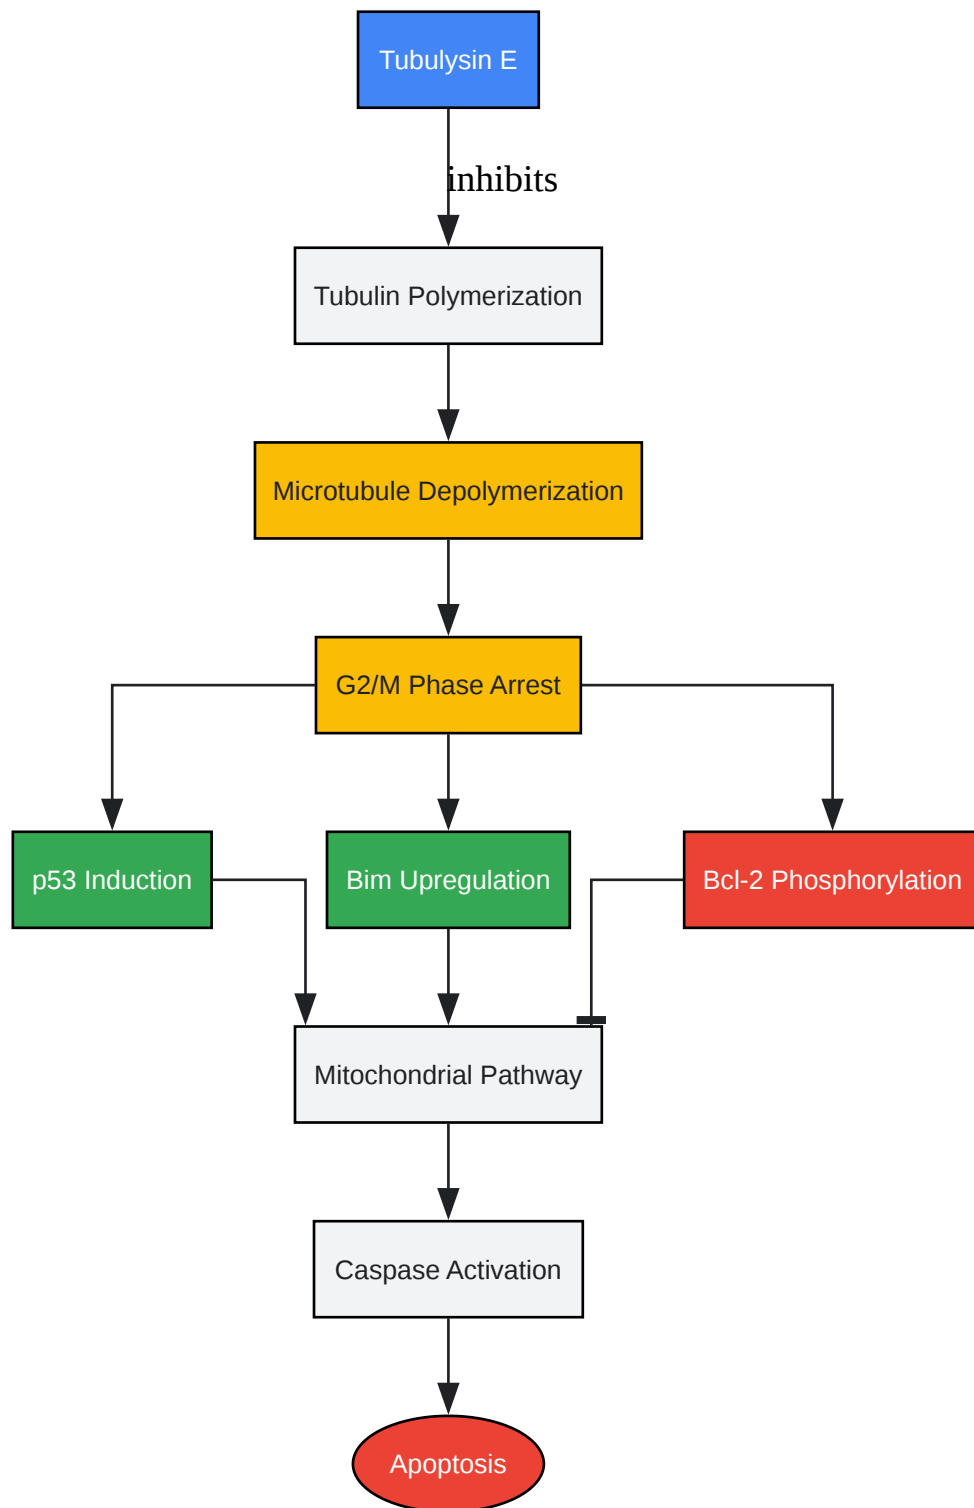 Tubulysin E
inhibits
Tubulin Polymerization
Microtubule Depolymerization
G2/M Phase Arrest
p53 Induction
Bim Upregulation
Bcl-2 Phosphorylation
Mitochondrial Pathway
Caspase Activation
Apoptosis